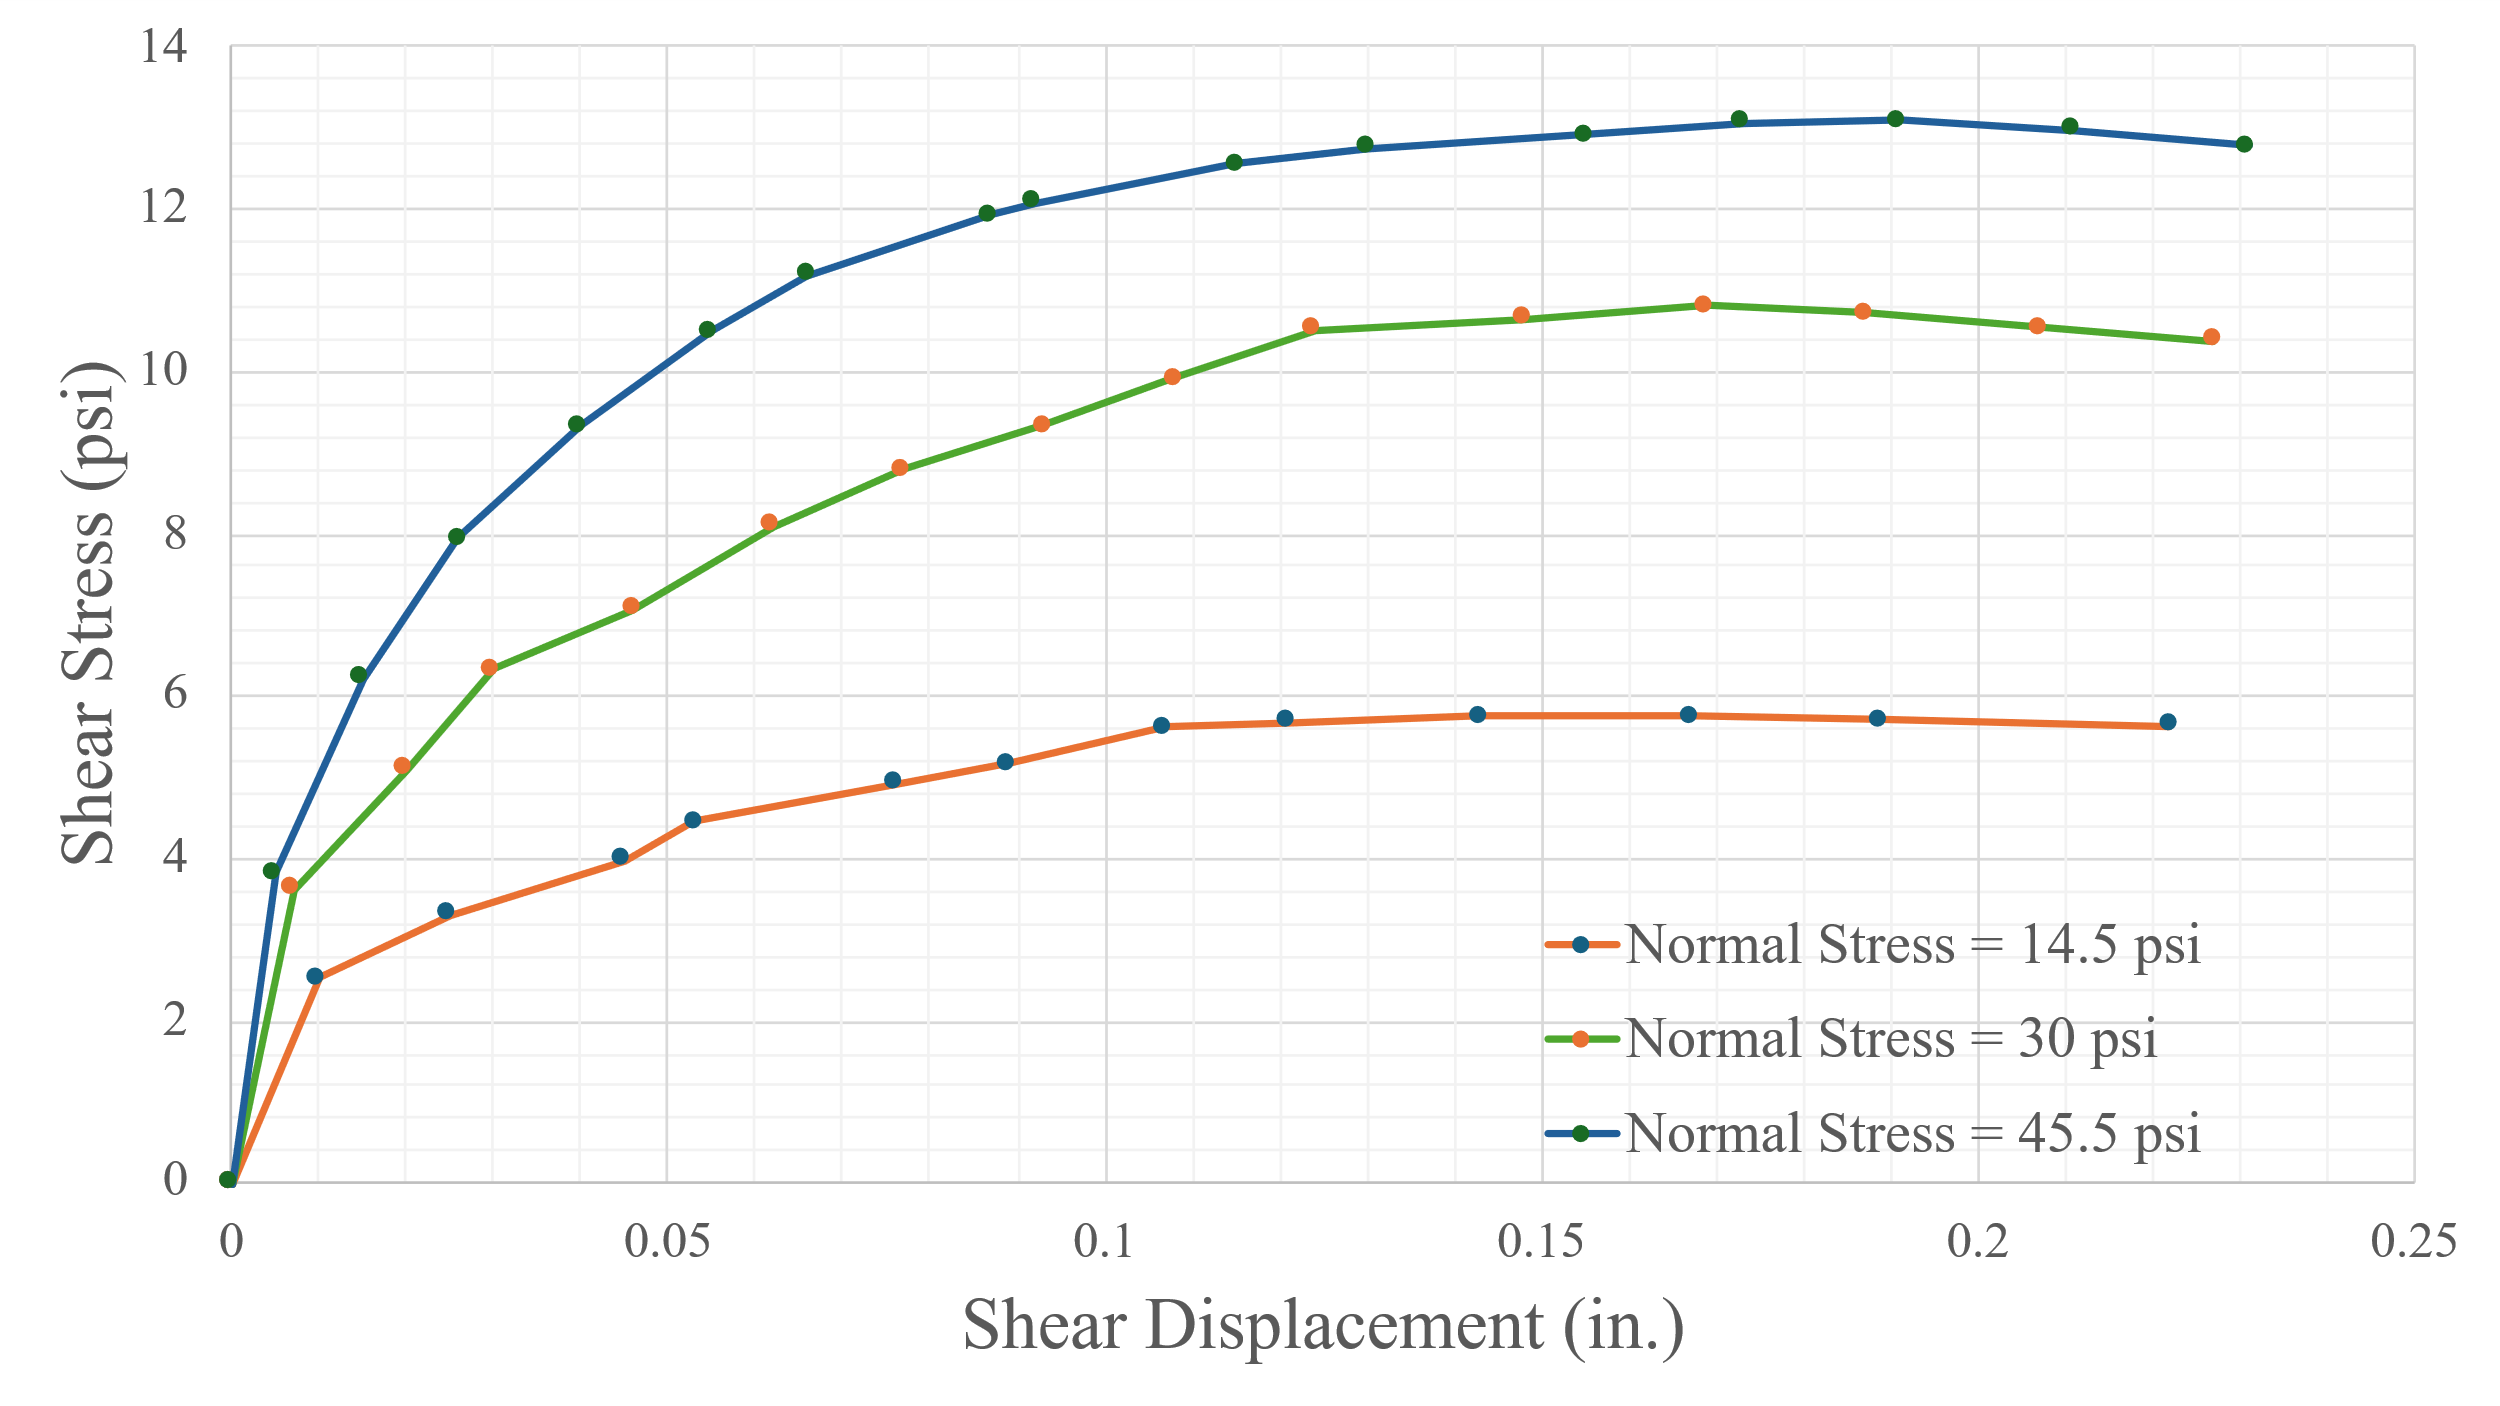 14
12
10
8
6
4
2
0
Shear Stress (psi)
Normal Stress = 14.5 psi
Normal Stress = 30 psi
Normal Stress = 45.5 psi
0 0.05 0.1 0.15 0.2 0.25
Shear Displacement (in.)